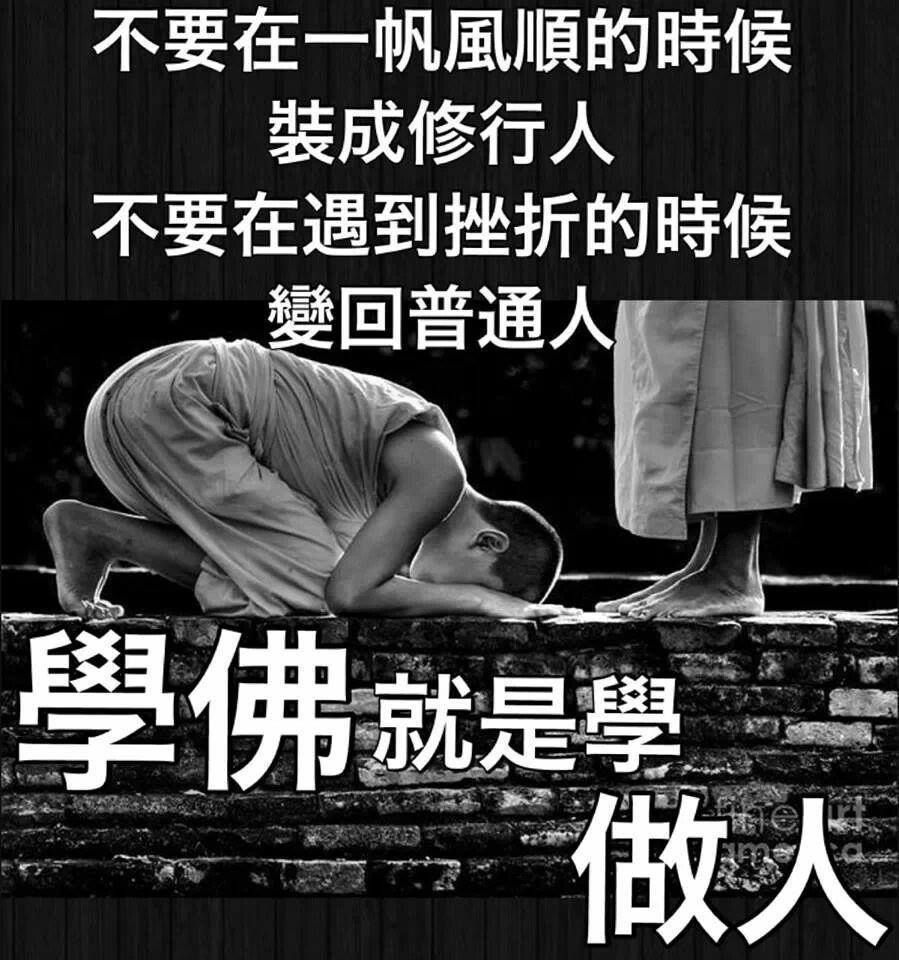 不要在一帆風順的時候
裝成修行人
不要在遇到挫折的時候
變回普通人
學佛就是學
做人
fine art
america